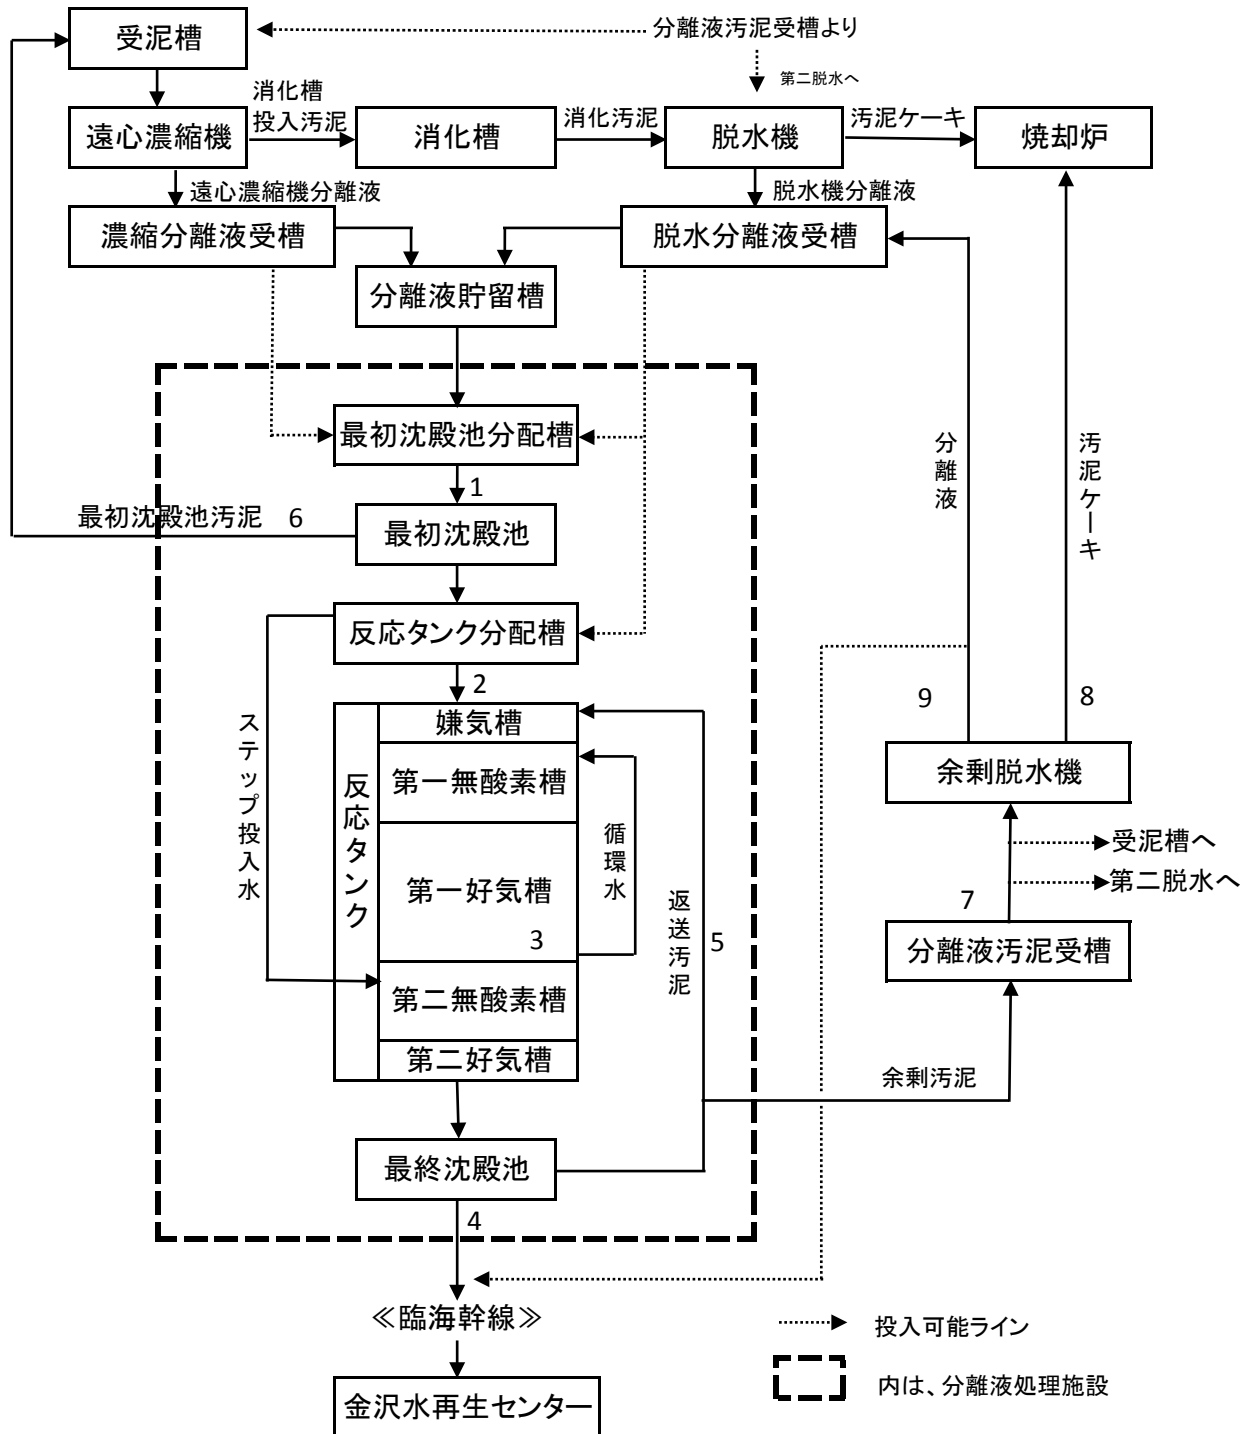 受泥槽
分離液汚泥受槽より
第二脱水へ
消化槽
投入汚泥
消化汚泥
汚泥ケーキ
遠心濃縮機
消化槽
脱水機
焼却炉
遠心濃縮機分離液
脱水機分離液
濃縮分離液受槽
脱水分離液受槽
分離液貯留槽
最初沈殿池分配槽
分離液
汚泥ケーキ
1
最初沈殿池汚泥 6
最初沈殿池
反応タンク分配槽
2
9
8
ステップ投入水
反応タンク
嫌気槽
第一無酸素槽
第一好気槽
3
第二無酸素槽
第二好気槽
循環水
返送汚泥
5
余剰脱水機
受泥槽へ
第二脱水へ
7
分離液汚泥受槽
余剰汚泥
最終沈殿池
4
≪臨海幹線≫
投入可能ライン
内は、分離液処理施設
金沢水再生センター